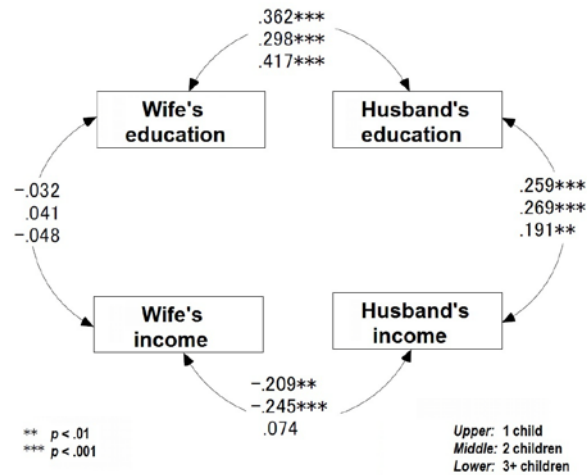 .362***
.298***
.417***
Wife's
education
Husband's
education
-.032
.041
-.048
.259***
.269***
.191**
Wife's
income
Husband's
income
-.209**
-.245***
.074
** p < .01
*** p < .001
Upper: 1 child
Middle: 2 children
Lower: 3+ children